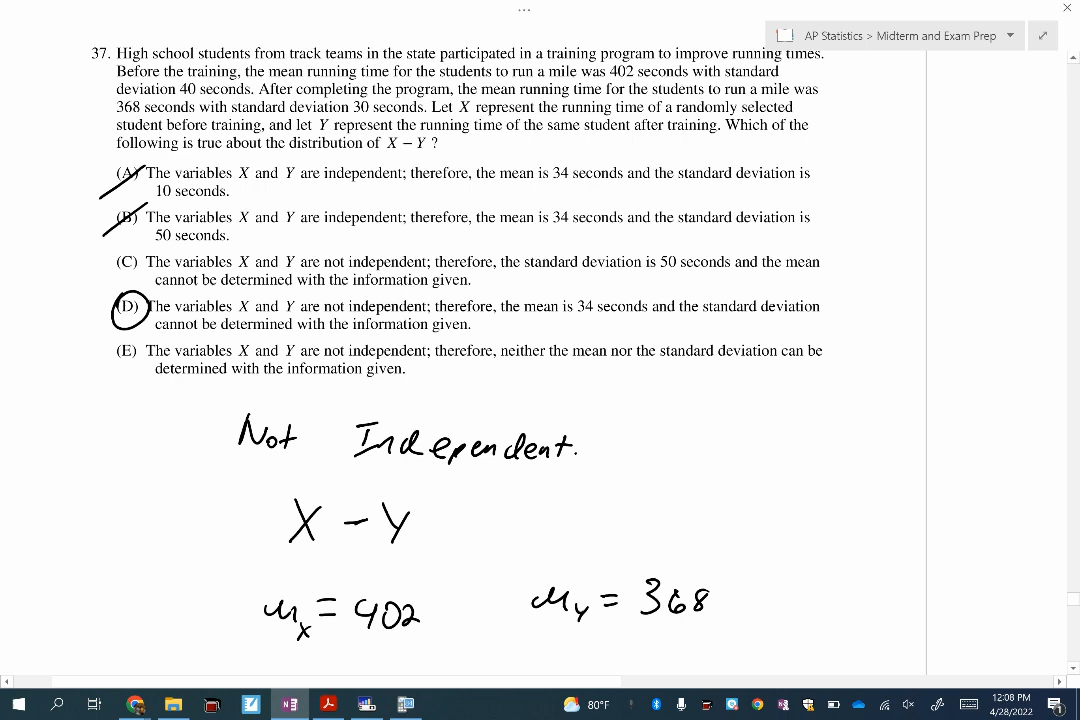 ...
AP Statistics > Midterm and Exam Prep
37. High school students from track teams in the state participated in a training program to improve running times.
Before the training, the mean running time for the students to run a mile was 402 seconds with standard
deviation 40 seconds. After completing the program, the mean running time for the students to run a mile was
368 seconds with standard deviation 30 seconds. Let X represent the running time of a randomly selected
student before training, and let Y represent the running time of the same student after training. Which of the
following is true about the distribution of X − Y ?
(A) The variables X and Y are independent; therefore, the mean is 34 seconds and the standard deviation is
10 seconds.
(B) The variables X and Y are independent; therefore, the mean is 34 seconds and the standard deviation is
50 seconds.
(C) The variables X and Y are not independent; therefore, the standard deviation is 50 seconds and the mean
cannot be determined with the information given.
(D) The variables X and Y are not independent; therefore, the mean is 34 seconds and the standard deviation
cannot be determined with the information given.
(E) The variables X and Y are not independent; therefore, neither the mean nor the standard deviation can be
determined with the information given.
Not Independent.
X − Y
μx = 402 μy = 368
80°F
12:08 PM
4/28/2022